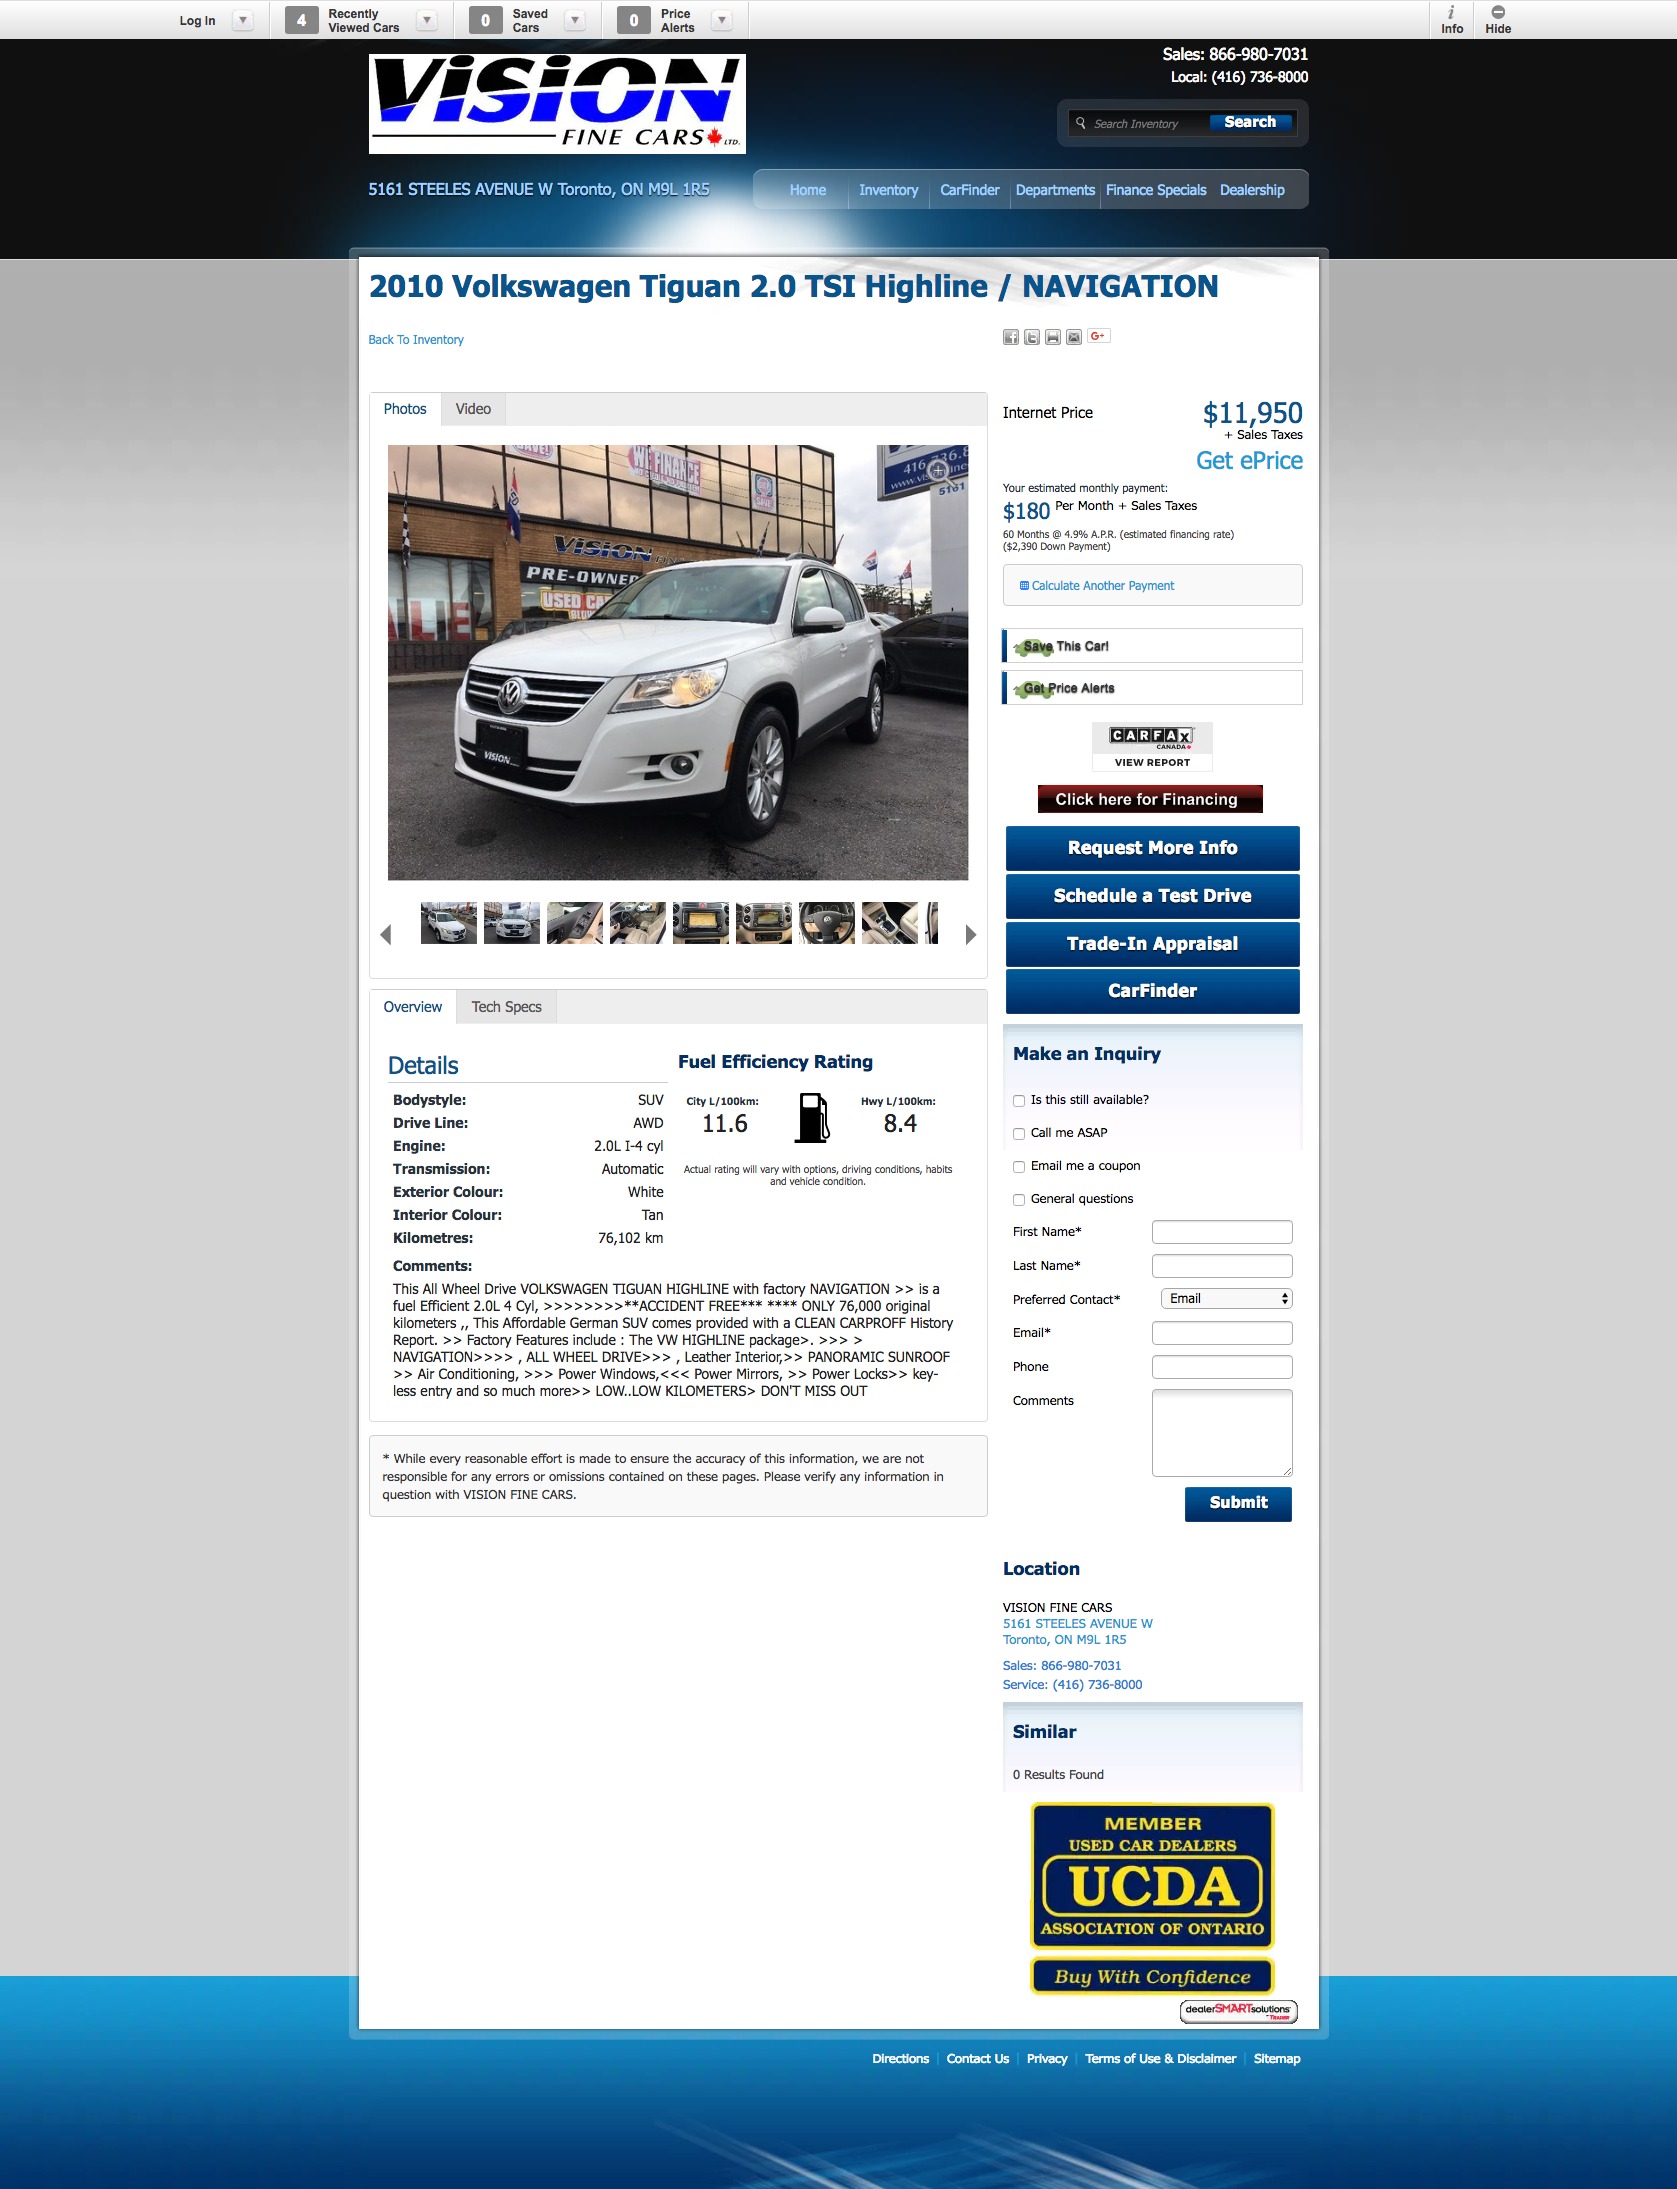 Log In
4
Recently
Viewed Cars
0
Saved
Cars
0
Price
Alerts
i
Info
Hide
Sales: 866-980-7031
Local: (416) 736-8000
VISION
FINE CARS LTD.
Search Inventory
Search
5161 STEELES AVENUE W Toronto, ON M9L 1R5
Home
Inventory
CarFinder
Departments
Finance Specials
Dealership
2010 Volkswagen Tiguan 2.0 TSI Highline / NAVIGATION
Back To Inventory
G+
Photos
Video
WE FINANCE
416 736.8
5161
VISION
PRE-OWNED
USED CA
VISION
Internet Price
$11,950
+ Sales Taxes
Get ePrice
Your estimated monthly payment:
$180 Per Month + Sales Taxes
60 Months @ 4.9% A.P.R. (estimated financing rate)
($2,390 Down Payment)
Calculate Another Payment
Save This Car!
Get Price Alerts
CARFAX
CANADA
VIEW REPORT
Click here for Financing
Request More Info
Schedule a Test Drive
Trade-In Appraisal
CarFinder
Overview
Tech Specs
Details
Bodystyle: SUV
Drive Line: AWD
Engine: 2.0L I-4 cyl
Transmission: Automatic
Exterior Colour: White
Interior Colour: Tan
Kilometres: 76,102 km
Fuel Efficiency Rating
City L/100km:
11.6
Hwy L/100km:
8.4
Actual rating will vary with options, driving conditions, habits
and vehicle condition.
Comments:
This All Wheel Drive VOLKSWAGEN TIGUAN HIGHLINE with factory NAVIGATION >> is a
fuel Efficient 2.0L 4 Cyl, >>>>>>>>**ACCIDENT FREE*** **** ONLY 76,000 original
kilometers ,, This Affordable German SUV comes provided with a CLEAN CARPROFF History
Report. >> Factory Features include : The VW HIGHLINE package>. >>> >
NAVIGATION>>>> , ALL WHEEL DRIVE>>> , Leather Interior,>> PANORAMIC SUNROOF
>> Air Conditioning, >>> Power Windows,<<< Power Mirrors, >> Power Locks>> key-
less entry and so much more>> LOW..LOW KILOMETERS> DON'T MISS OUT
* While every reasonable effort is made to ensure the accuracy of this information, we are not
responsible for any errors or omissions contained on these pages. Please verify any information in
question with VISION FINE CARS.
Make an Inquiry
Is this still available?
Call me ASAP
Email me a coupon
General questions
First Name*
Last Name*
Preferred Contact* Email
Email*
Phone
Comments
Submit
Location
VISION FINE CARS
5161 STEELES AVENUE W
Toronto, ON M9L 1R5
Sales: 866-980-7031
Service: (416) 736-8000
Similar
0 Results Found
MEMBER
USED CAR DEALERS
UCDA
ASSOCIATION OF ONTARIO
Buy With Confidence
dealerSMARTsolutions
TRADER
Directions
Contact Us
Privacy
Terms of Use & Disclaimer
Sitemap